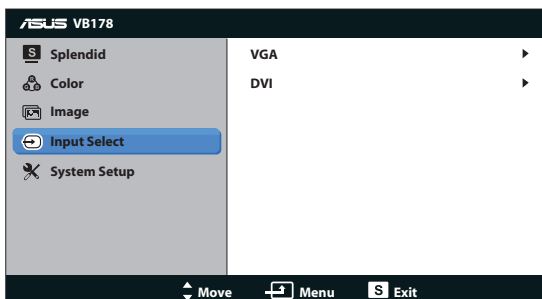 ASUS VB178
S Splendid
Color
Image
Input Select
System Setup
VGA
DVI
Move Menu S Exit